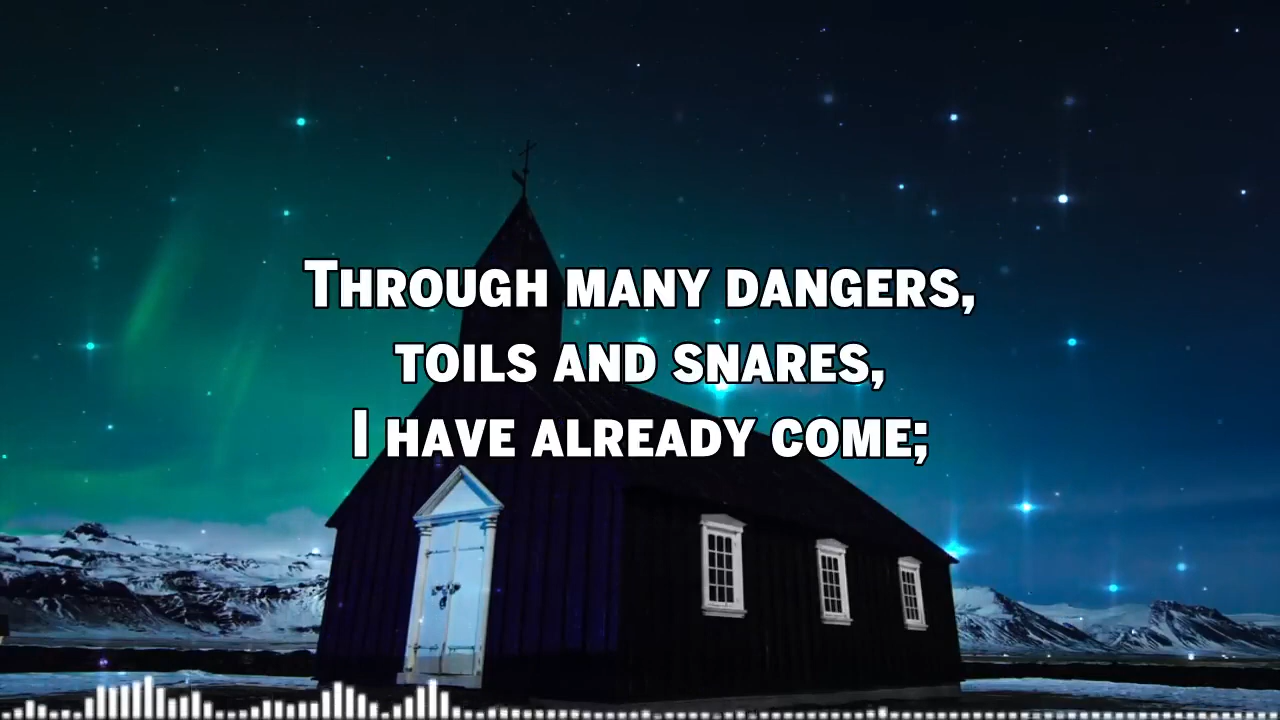 Through many dangers,
toils and snares,
I have already come;